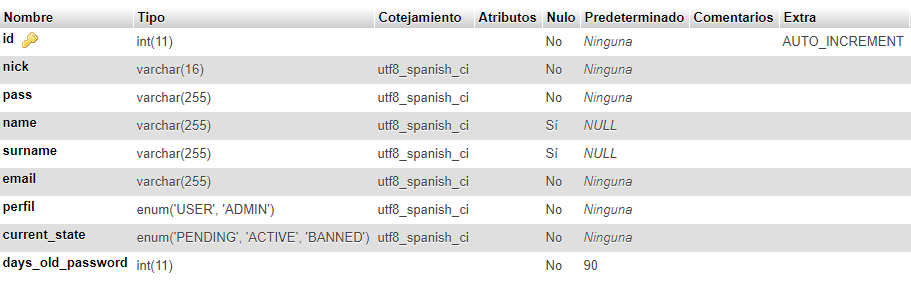 Nombre Tipo Cotejamiento Atributos Nulo Predeterminado Comentarios Extra
id int(11) No Ninguna AUTO_INCREMENT
nick varchar(16) utf8_spanish_ci No Ninguna
pass varchar(255) utf8_spanish_ci No Ninguna
name varchar(255) utf8_spanish_ci Sí NULL
surname varchar(255) utf8_spanish_ci Sí NULL
email varchar(255) utf8_spanish_ci No Ninguna
perfil enum('USER', 'ADMIN') utf8_spanish_ci No Ninguna
current_state enum('PENDING', 'ACTIVE', 'BANNED') utf8_spanish_ci No Ninguna
days_old_password int(11) No 90